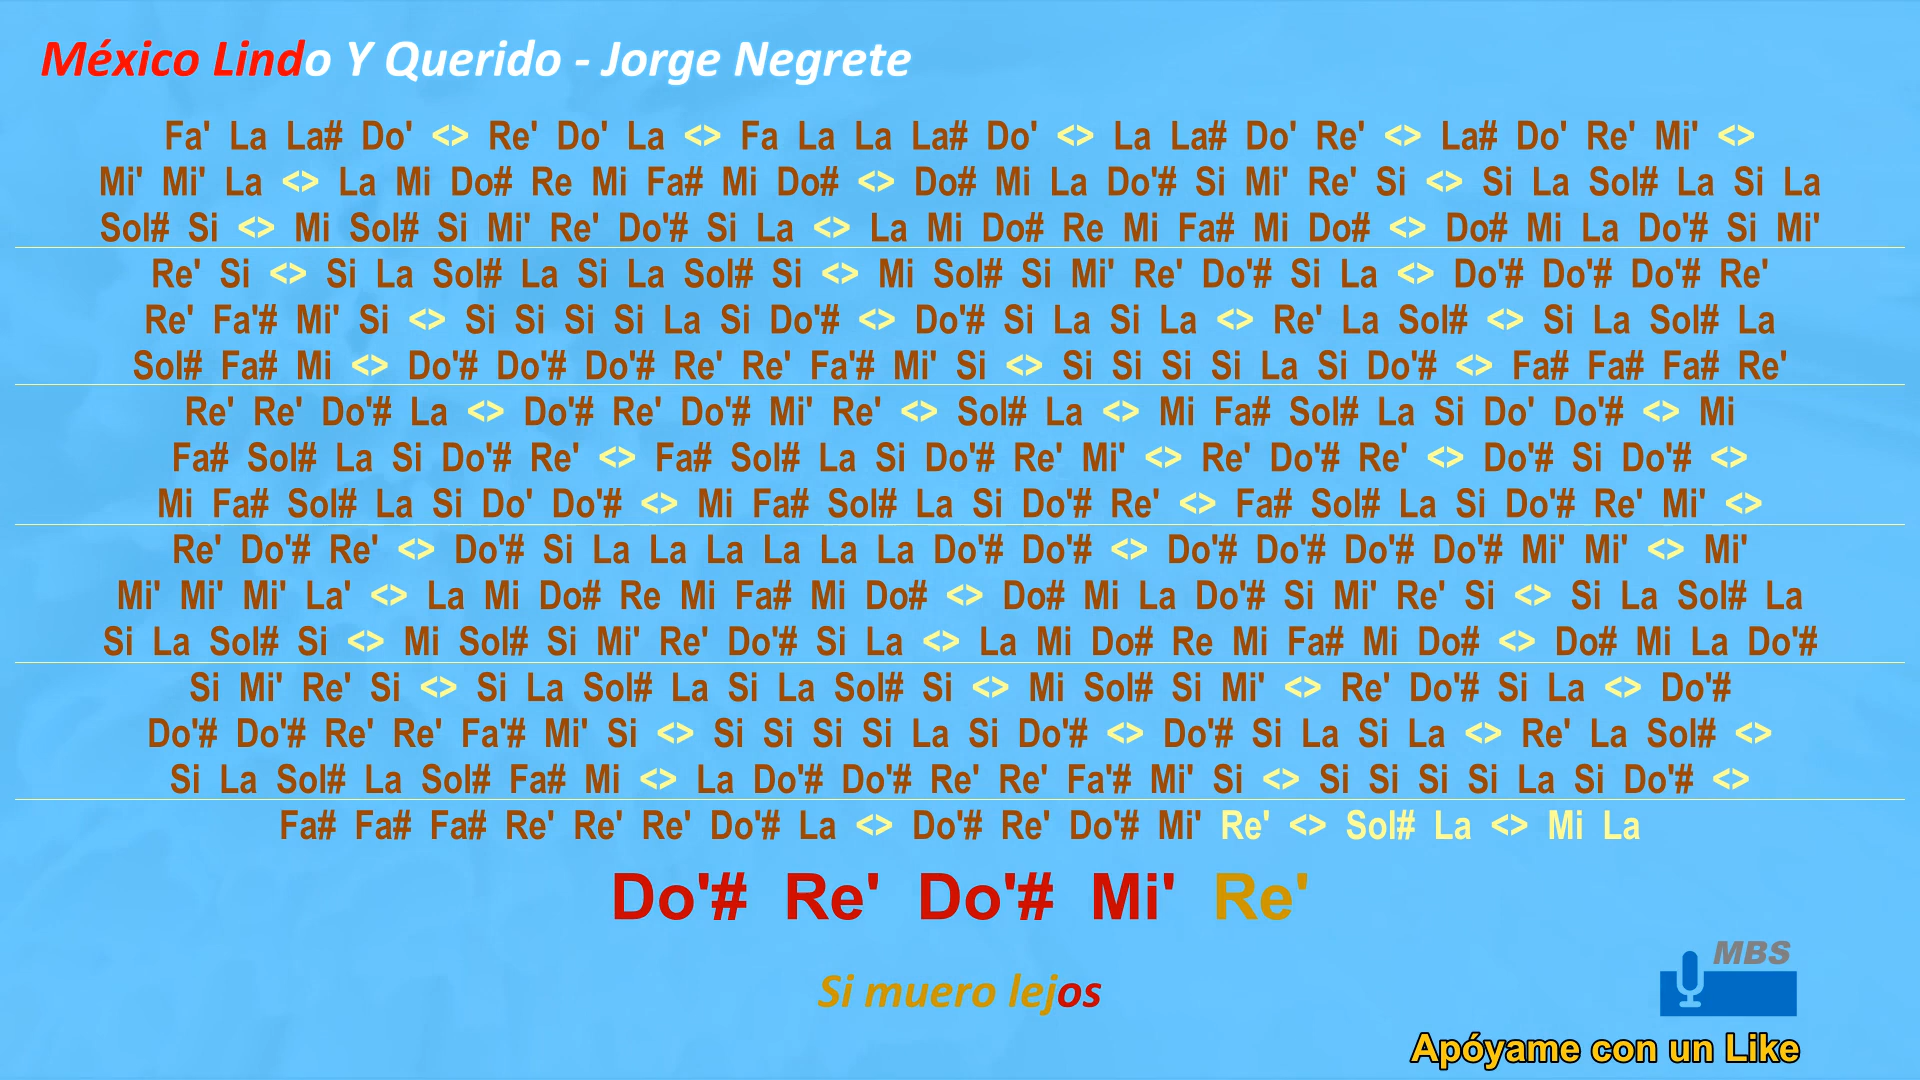 México Lindo Y Querido - Jorge Negrete
Fa' La La# Do' <> Re' Do' La <> Fa La La La# Do' <> La La# Do' Re' <> La# Do' Re' Mi' <>
Mi' Mi' La <> La Mi Do# Re Mi Fa# Mi Do# <> Do# Mi La Do'# Si Mi' Re' Si <> Si La Sol# La Si La
Sol# Si <> Mi Sol# Si Mi' Re' Do'# Si La <> La Mi Do# Re Mi Fa# Mi Do# <> Do# Mi La Do'# Si Mi'
Re' Si <> Si La Sol# La Si La Sol# Si <> Mi Sol# Si Mi' Re' Do'# Si La <> Do'# Do'# Do'# Re'
Re' Fa'# Mi' Si <> Si Si Si Si La Si Do'# <> Do'# Si La Si La <> Re' La Sol# <> Si La Sol# La
Sol# Fa# Mi <> Do'# Do'# Do'# Re' Re' Fa'# Mi' Si <> Si Si Si Si La Si Do'# <> Fa# Fa# Fa# Re'
Re' Re' Do'# La <> Do'# Re' Do'# Mi' Re' <> Sol# La <> Mi Fa# Sol# La Si Do' Do'# <> Mi
Fa# Sol# La Si Do'# Re' <> Fa# Sol# La Si Do'# Re' Mi' <> Re' Do'# Re' <> Do'# Si Do'# <>
Mi Fa# Sol# La Si Do' Do'# <> Mi Fa# Sol# La Si Do'# Re' <> Fa# Sol# La Si Do'# Re' Mi' <>
Re' Do'# Re' <> Do'# Si La La La La La La Do'# Do'# <> Do'# Do'# Do'# Do'# Mi' Mi' <> Mi'
Mi' Mi' Mi' La' <> La Mi Do# Re Mi Fa# Mi Do# <> Do# Mi La Do'# Si Mi' Re' Si <> Si La Sol# La
Si La Sol# Si <> Mi Sol# Si Mi' Re' Do'# Si La <> La Mi Do# Re Mi Fa# Mi Do# <> Do# Mi La Do'#
Si Mi' Re' Si <> Si La Sol# La Si La Sol# Si <> Mi Sol# Si Mi' <> Re' Do'# Si La <> Do'#
Do'# Do'# Re' Re' Fa'# Mi' Si <> Si Si Si Si La Si Do'# <> Do'# Si La Si La <> Re' La Sol# <>
Si La Sol# La Sol# Fa# Mi <> La Do'# Do'# Re' Re' Fa'# Mi' Si <> Si Si Si Si La Si Do'# <>
Fa# Fa# Fa# Re' Re' Re' Do'# La <> Do'# Re' Do'# Mi' Re' <> Sol# La <> Mi La
Do'# Re' Do'# Mi' Re'
Si muero lejos
MBS
Apóyame con un Like